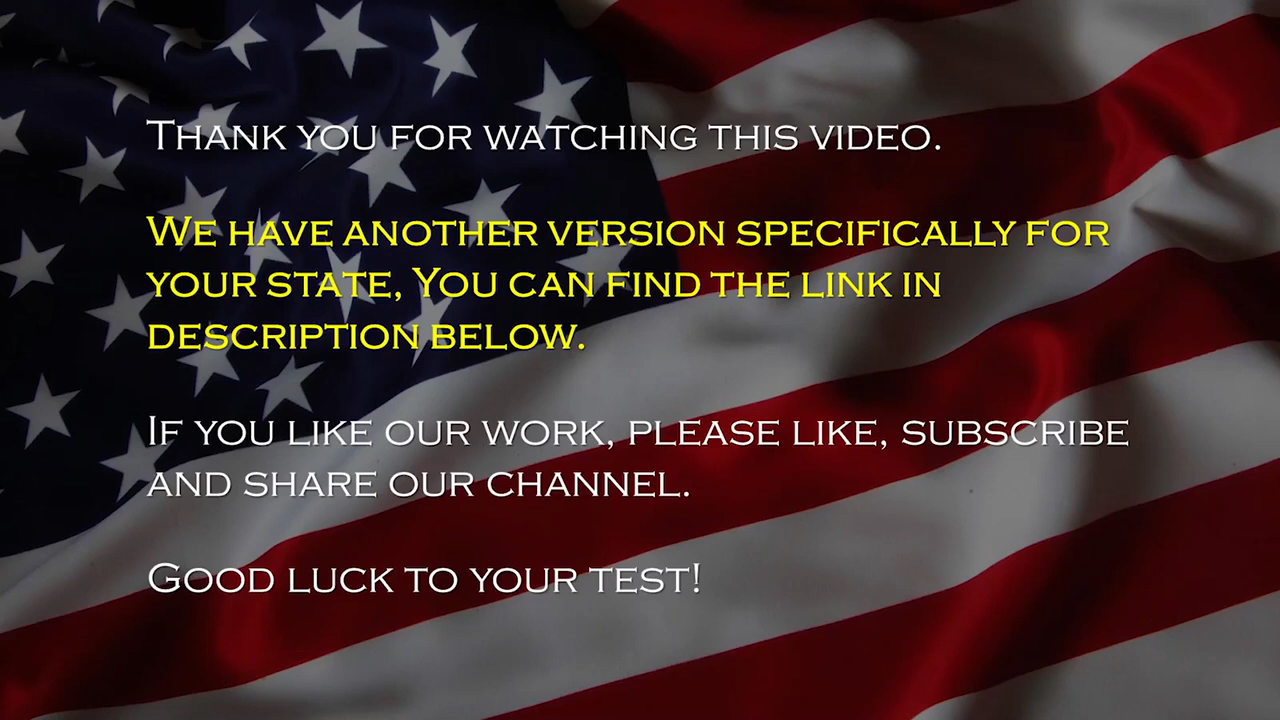 Thank you for watching this video.
We have another version specifically for
your state, You can find the link in
description below.
If you like our work, please like, subscribe
and share our channel.
Good luck to your test!